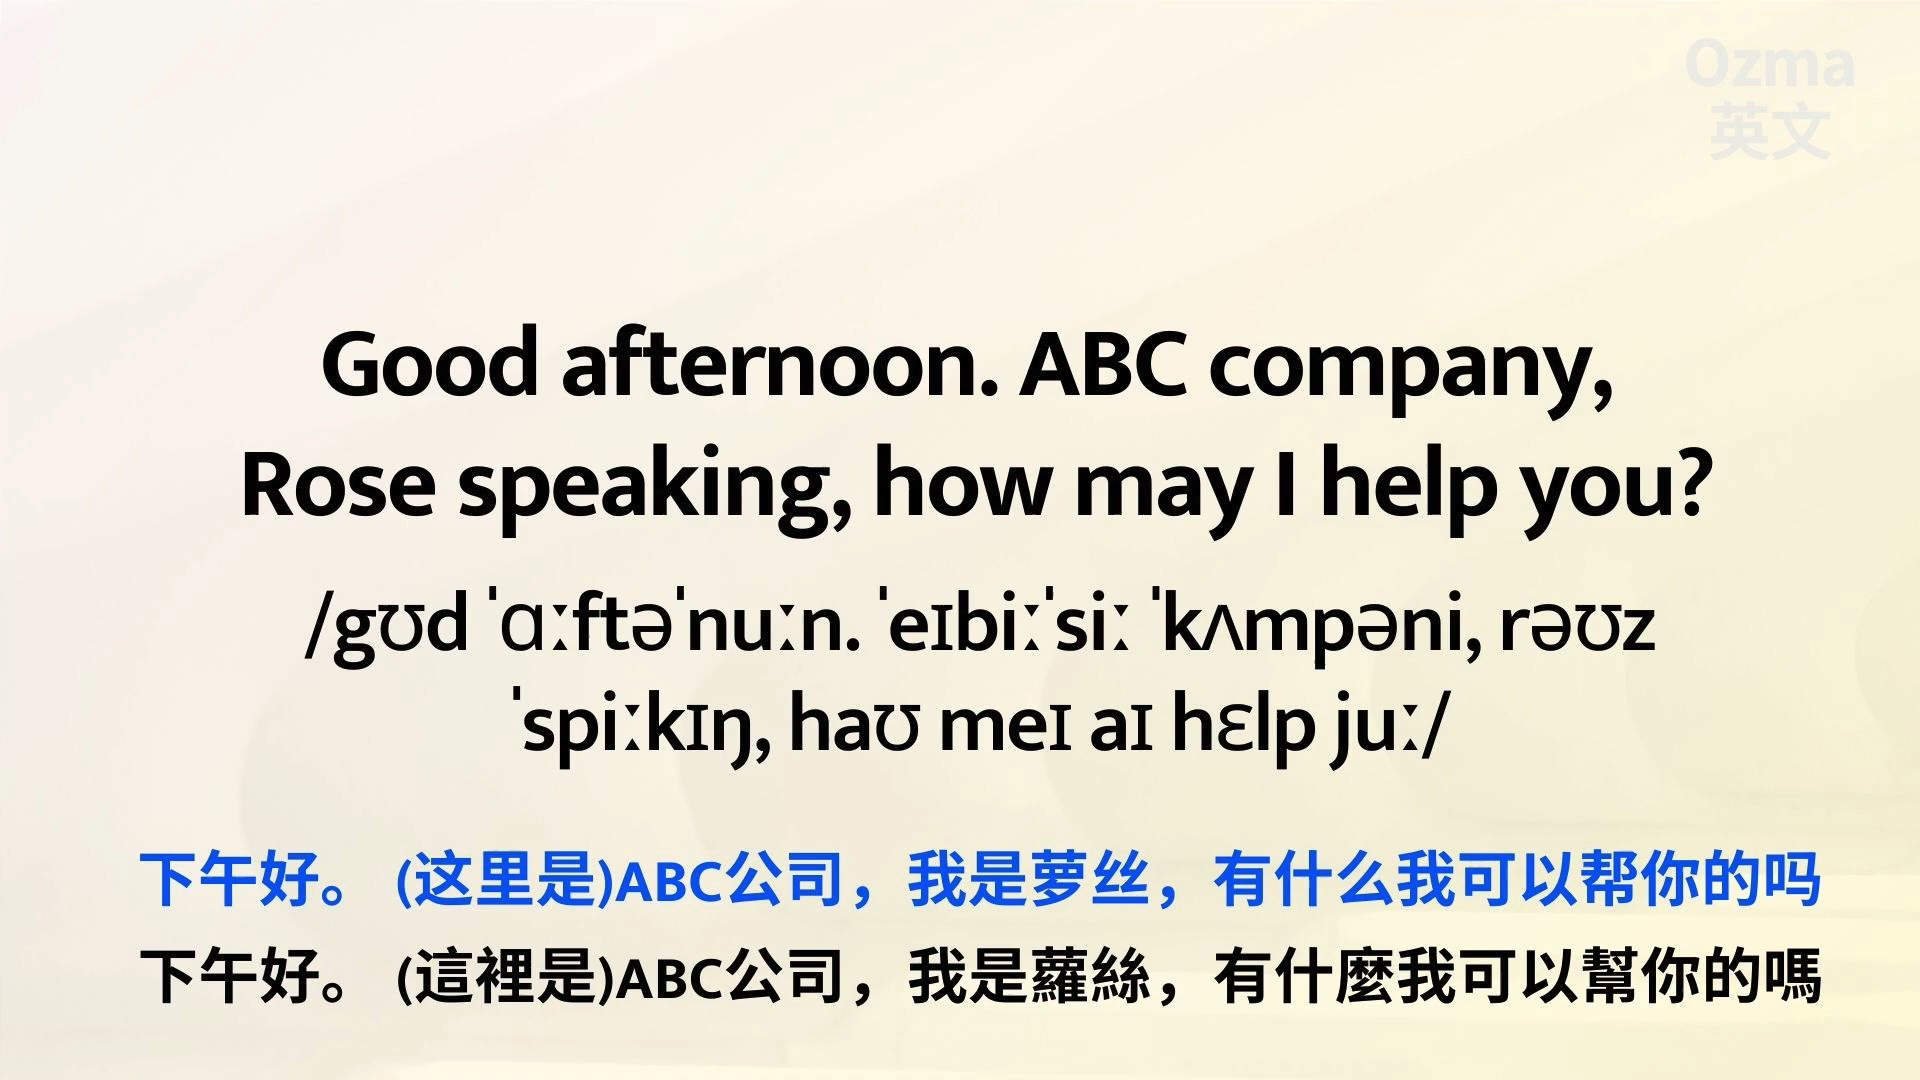 Ozma
英文
Good afternoon. ABC company,
Rose speaking, how may I help you?
/gʊd ˈɑːftəˈnuːn. ˈeɪbiːˈsiː ˈkʌmpəni, rəʊz
ˈspiːkɪŋ, haʊ meɪ aɪ hɛlp juː/
下午好。 (这里是)ABC公司，我是萝丝，有什么我可以帮你的吗
下午好。 (這裡是)ABC公司，我是蘿絲，有什麼我可以幫你的嗎